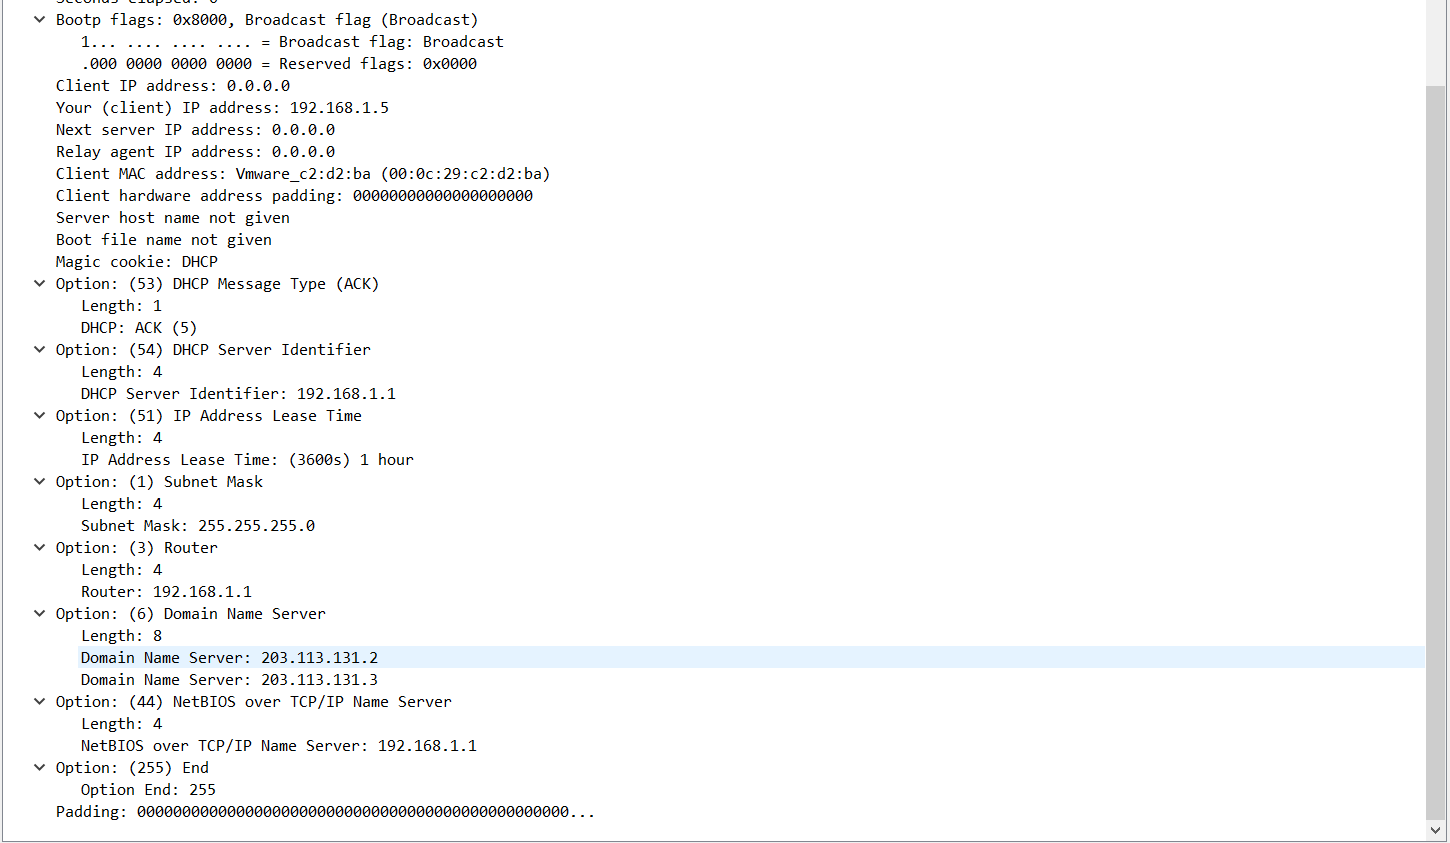 Seconds elapsed: 0
Bootp flags: 0x8000, Broadcast flag (Broadcast)
1... .... .... .... = Broadcast flag: Broadcast
.000 0000 0000 0000 = Reserved flags: 0x0000
Client IP address: 0.0.0.0
Your (client) IP address: 192.168.1.5
Next server IP address: 0.0.0.0
Relay agent IP address: 0.0.0.0
Client MAC address: Vmware_c2:d2:ba (00:0c:29:c2:d2:ba)
Client hardware address padding: 00000000000000000000
Server host name not given
Boot file name not given
Magic cookie: DHCP
Option: (53) DHCP Message Type (ACK)
Length: 1
DHCP: ACK (5)
Option: (54) DHCP Server Identifier
Length: 4
DHCP Server Identifier: 192.168.1.1
Option: (51) IP Address Lease Time
Length: 4
IP Address Lease Time: (3600s) 1 hour
Option: (1) Subnet Mask
Length: 4
Subnet Mask: 255.255.255.0
Option: (3) Router
Length: 4
Router: 192.168.1.1
Option: (6) Domain Name Server
Length: 8
Domain Name Server: 203.113.131.2
Domain Name Server: 203.113.131.3
Option: (44) NetBIOS over TCP/IP Name Server
Length: 4
NetBIOS over TCP/IP Name Server: 192.168.1.1
Option: (255) End
Option End: 255
Padding: 000000000000000000000000000000000000000000000000...